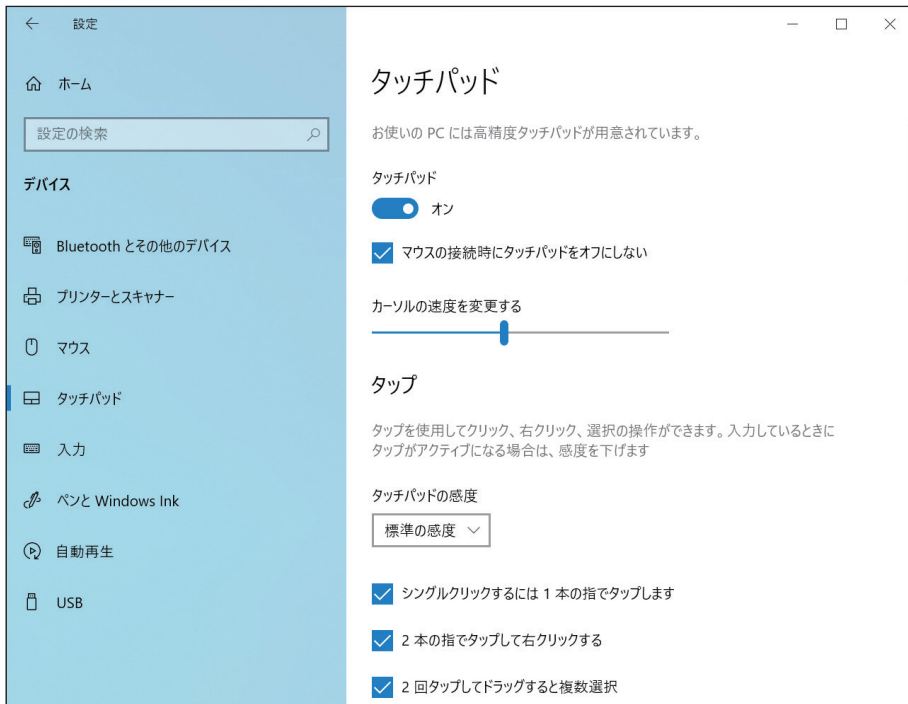 設定
ホーム
設定の検索
デバイス
Bluetooth とその他のデバイス
プリンターとスキャナー
マウス
タッチパッド
入力
ペンと Windows Ink
自動再生
USB
タッチパッド
お使いの PC には高精度タッチパッドが用意されています。
タッチパッド
オン
マウスの接続時にタッチパッドをオフにしない
カーソルの速度を変更する
タップ
タップを使用してクリック、右クリック、選択の操作ができます。入力しているときに
タップがアクティブになる場合は、感度を下げます
タッチパッドの感度
標準の感度
シングルクリックするには 1 本の指でタップします
2 本の指でタップして右クリックする
2 回タップしてドラッグすると複数選択